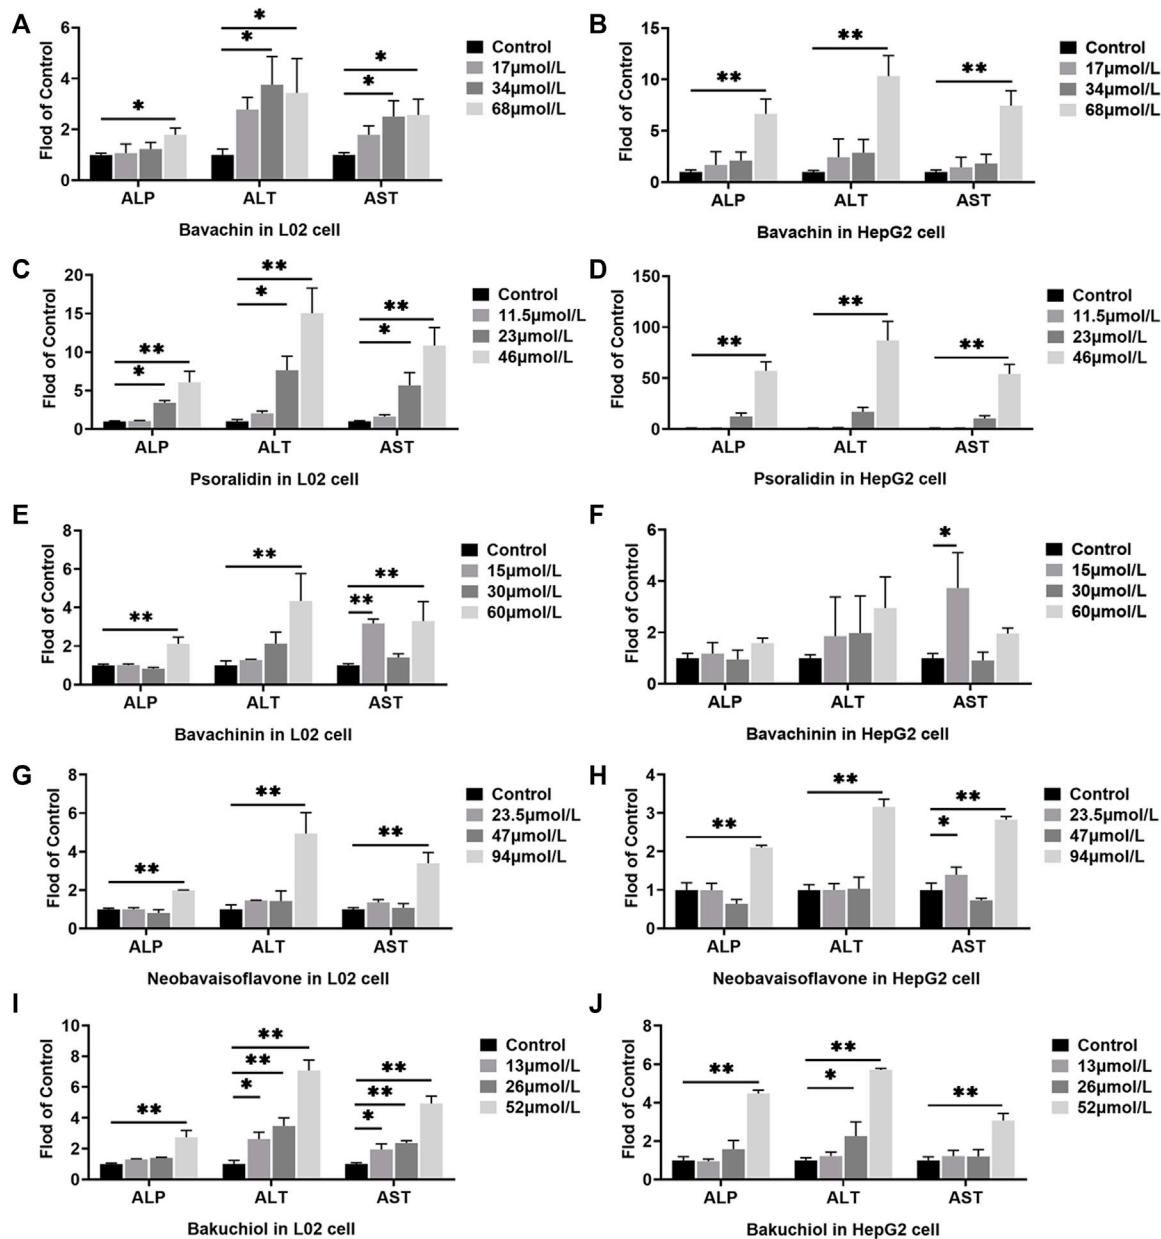 A
*
*
*
*
*
Flod of Control
6
4
2
0
ALP ALT AST
Bavachin in L02 cell
Control
17μmol/L
34μmol/L
68μmol/L
B
**
**
**
Flod of Control
15
10
5
0
ALP ALT AST
Bavachin in HepG2 cell
Control
17μmol/L
34μmol/L
68μmol/L
C
**
*
**
*
**
*
Flod of Control
20
15
10
5
0
ALP ALT AST
Psoralidin in L02 cell
Control
11.5μmol/L
23μmol/L
46μmol/L
D
**
**
**
Flod of Control
150
100
50
0
ALP ALT AST
Psoralidin in HepG2 cell
Control
11.5μmol/L
23μmol/L
46μmol/L
E
**
**
**
**
Flod of Control
8
6
4
2
0
ALP ALT AST
Bavachinin in L02 cell
Control
15μmol/L
30μmol/L
60μmol/L
F
*
Flod of Control
6
4
2
0
ALP ALT AST
Bavachinin in HepG2 cell
Control
15μmol/L
30μmol/L
60μmol/L
G
**
**
**
Flod of Control
8
6
4
2
0
ALP ALT AST
Neobavaisoflavone in L02 cell
Control
23.5μmol/L
47μmol/L
94μmol/L
H
**
**
**
*
Flod of Control
4
3
2
1
0
ALP ALT AST
Neobavaisoflavone in HepG2 cell
Control
23.5μmol/L
47μmol/L
94μmol/L
I
**
**
*
**
**
**
*
Flod of Control
10
8
6
4
2
0
ALP ALT AST
Bakuchiol in L02 cell
Control
13μmol/L
26μmol/L
52μmol/L
J
**
**
*
**
Flod of Control
8
6
4
2
0
ALP ALT AST
Bakuchiol in HepG2 cell
Control
13μmol/L
26μmol/L
52μmol/L